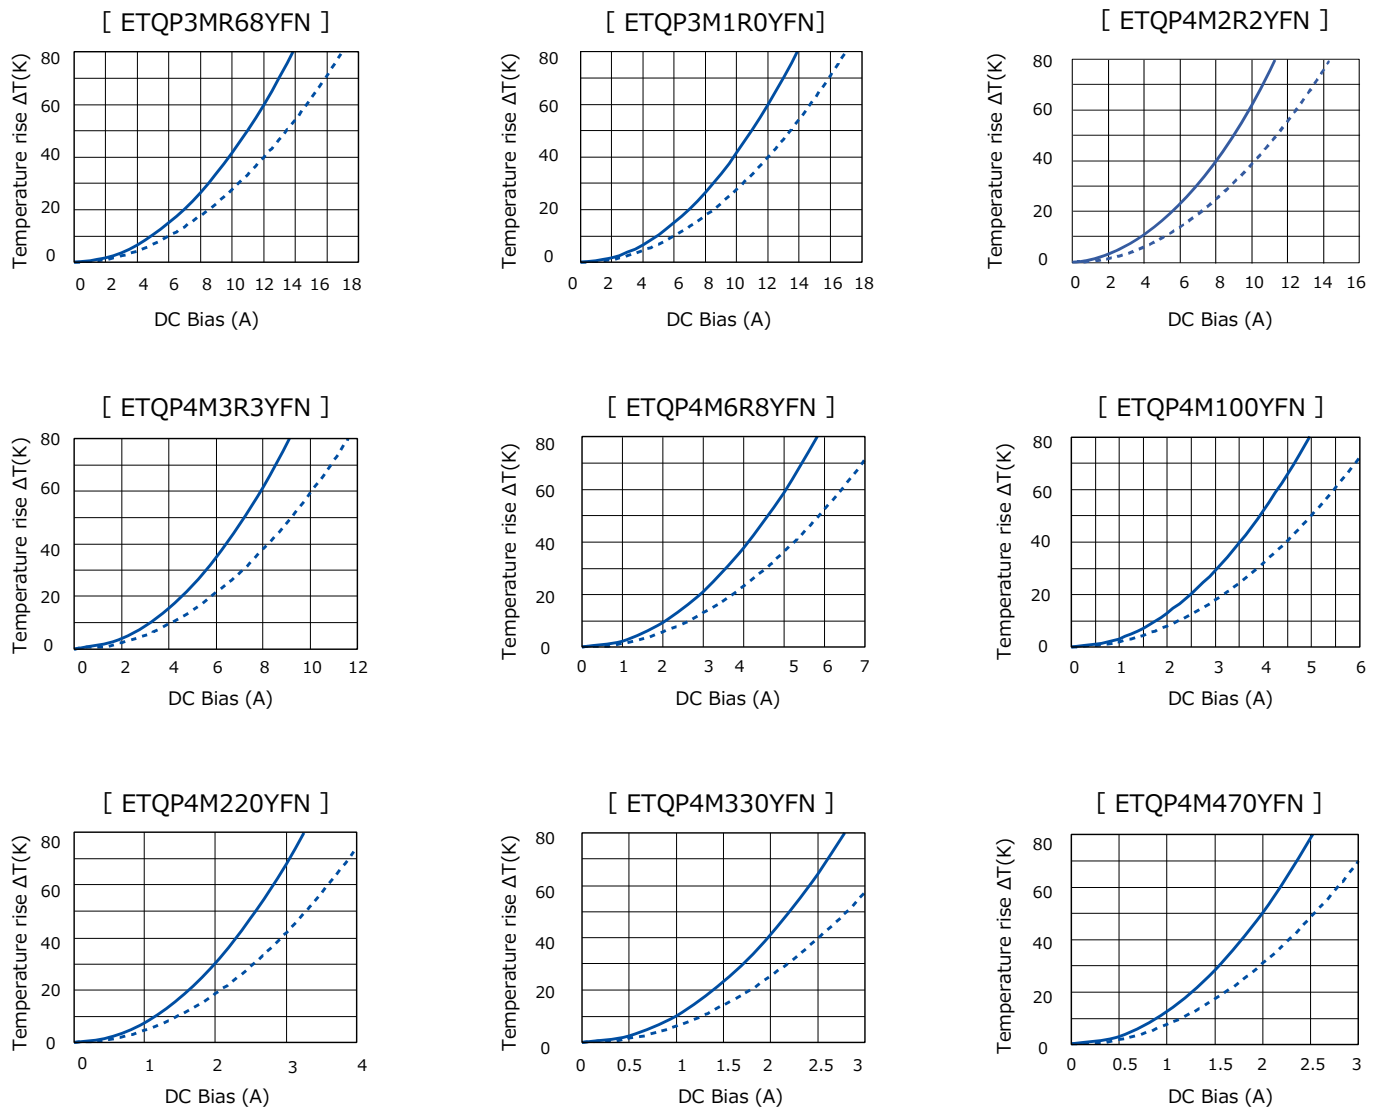 [ ETQP3MR68YFN ]
Temperature rise ΔT(K)
80
60
40
20
0
0 2 4 6 8 10 12 14 16 18
DC Bias (A)
[ ETQP3M1R0YFN]
Temperature rise ΔT(K)
80
60
40
20
0
0 2 4 6 8 10 12 14 16 18
DC Bias (A)
[ ETQP4M2R2YFN ]
Temperature rise ΔT(K)
80
60
40
20
0
0 2 4 6 8 10 12 14 16
DC Bias (A)
[ ETQP4M3R3YFN ]
Temperature rise ΔT(K)
80
60
40
20
0
0 2 4 6 8 10 12
DC Bias (A)
[ ETQP4M6R8YFN ]
Temperature rise ΔT(K)
80
60
40
20
0
0 1 2 3 4 5 6 7
DC Bias (A)
[ ETQP4M100YFN ]
Temperature rise ΔT(K)
80
60
40
20
0
0 1 2 3 4 5 6
DC Bias (A)
[ ETQP4M220YFN ]
Temperature rise ΔT(K)
80
60
40
20
0
0 1 2 3 4
DC Bias (A)
[ ETQP4M330YFN ]
Temperature rise ΔT(K)
80
60
40
20
0
0 0.5 1 1.5 2 2.5 3
DC Bias (A)
[ ETQP4M470YFN ]
Temperature rise ΔT(K)
80
60
40
20
0
0 0.5 1 1.5 2 2.5 3
DC Bias (A)